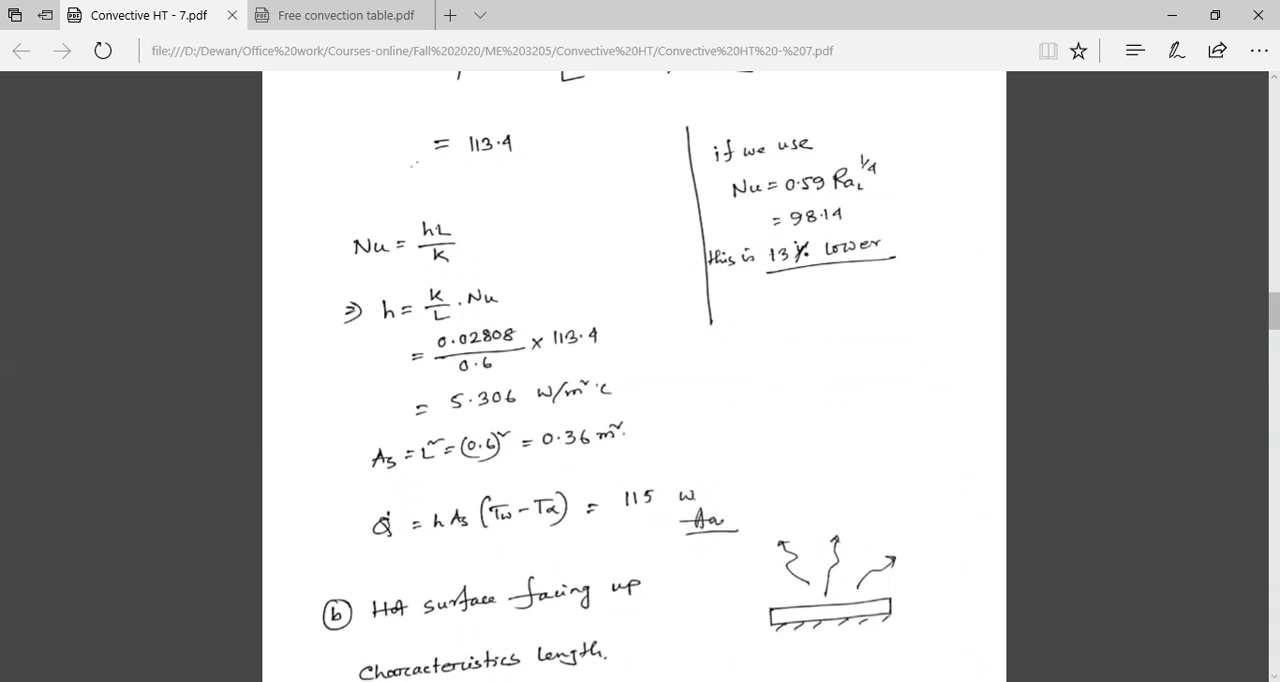 Convective HT - 7.pdf
Free convection table.pdf
file:///D:/Dewan/Office%20work/Courses-online/Fall%202020/ME%203205/Convective%20HT/Convective%20HT%20-%207.pdf
= 113.4
if we use
Nu = 0.59 Ra_L^1/4
= 98.14
this is 13% lower
Nu = hL/K
⇒ h = K/L . Nu
= 0.02808/0.6 × 113.4
= 5.306 W/m²°C
As = L² = (0.6)² = 0.36 m².
Q̇ = h As (Tw - Tα) = 115 W
(b) Hot surface facing up
Characteristics length.